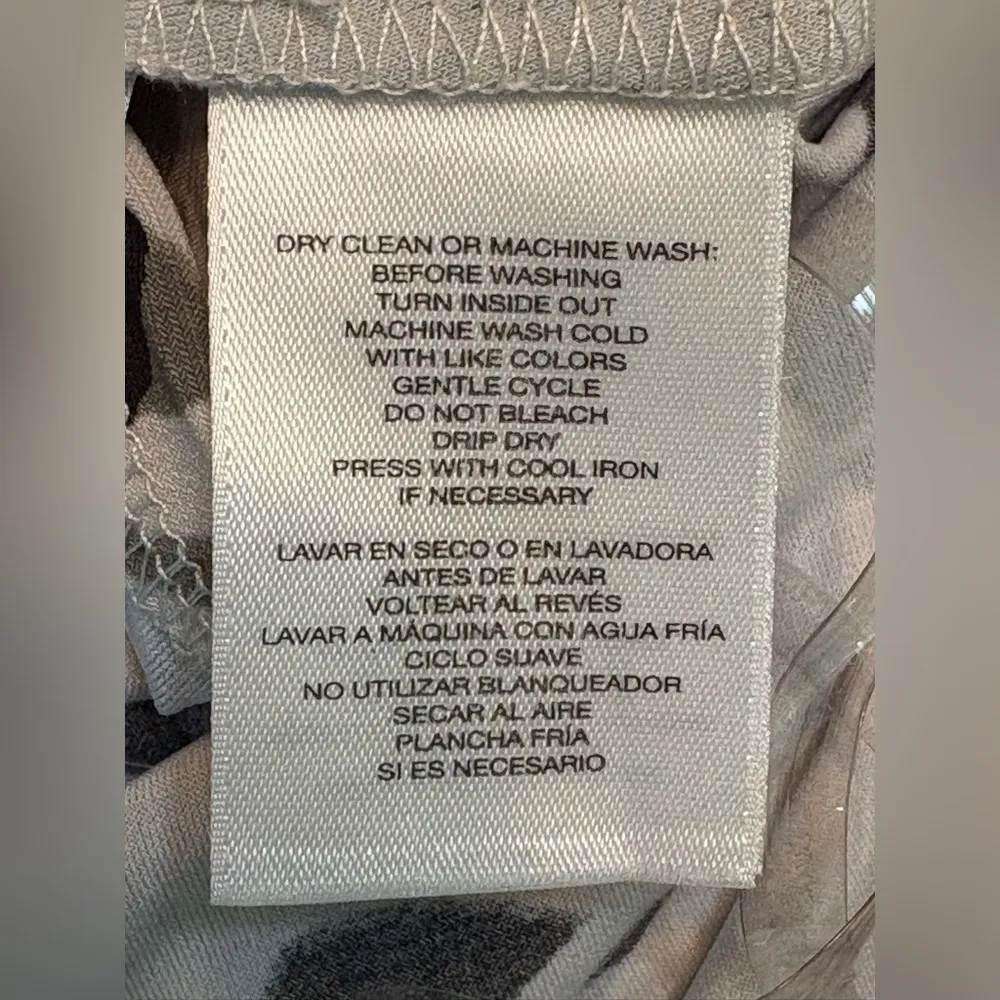 DRY CLEAN OR MACHINE WASH:
BEFORE WASHING
TURN INSIDE OUT
MACHINE WASH COLD
WITH LIKE COLORS
GENTLE CYCLE
DO NOT BLEACH
DRIP DRY
PRESS WITH COOL IRON
IF NECESSARY
LAVAR EN SECO O EN LAVADORA
ANTES DE LAVAR
VOLTEAR AL REVÉS
LAVAR A MÁQUINA CON AGUA FRÍA
CICLO SUAVE
NO UTILIZAR BLANQUEADOR
SECAR AL AIRE
PLANCHA FRÍA
SI ES NECESARIO